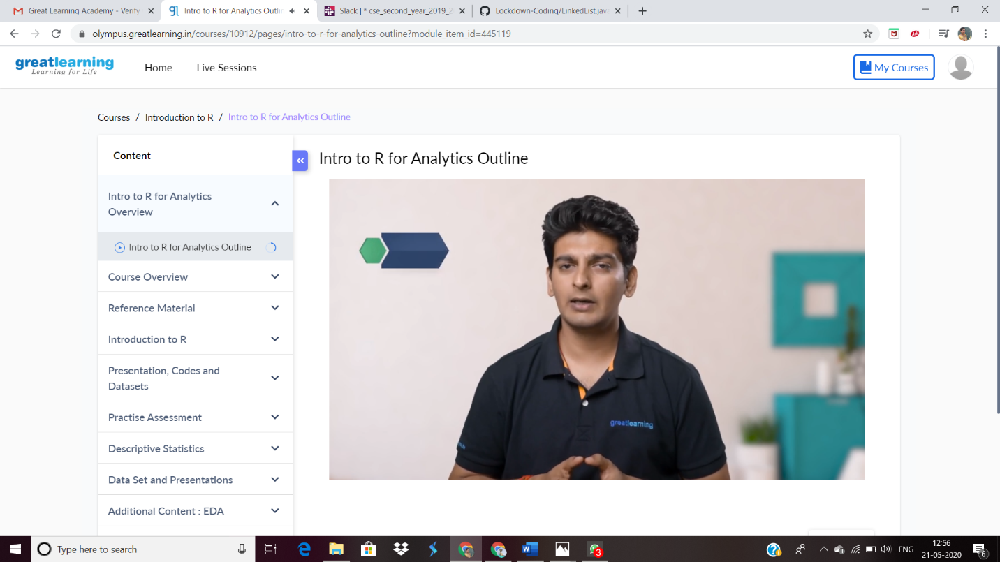 Great Learning Academy - Verify
Intro to R for Analytics Outlin
Slack | * cse_second_year_2019_2
Lockdown-Coding/LinkedList.java
olympus.greatlearning.in/courses/10912/pages/intro-to-r-for-analytics-outline?module_item_id=445119
greatlearning
Learning for Life
Home
Live Sessions
My Courses
Courses / Introduction to R / Intro to R for Analytics Outline
Content
Intro to R for Analytics
Overview
Intro to R for Analytics Outline
Course Overview
Reference Material
Introduction to R
Presentation, Codes and
Datasets
Practise Assessment
Descriptive Statistics
Data Set and Presentations
Additional Content : EDA
Intro to R for Analytics Outline
greatlearning
Type here to search
3
ENG
12:56
21-05-2020
6